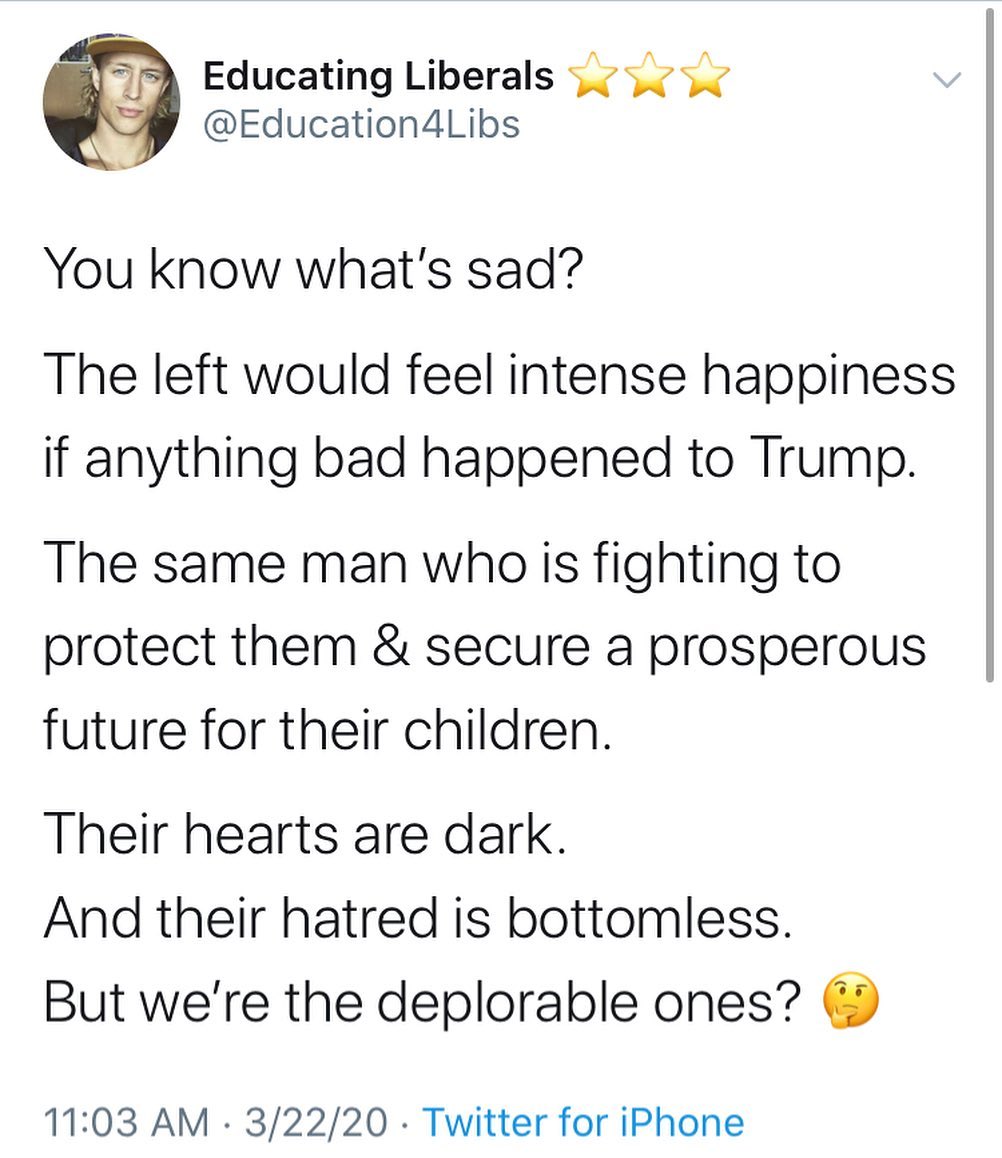 Educating Liberals ⭐⭐⭐
@Education4Libs
You know what’s sad?
The left would feel intense happiness
if anything bad happened to Trump.
The same man who is fighting to
protect them & secure a prosperous
future for their children.
Their hearts are dark.
And their hatred is bottomless.
But we’re the deplorable ones? 🤔
11:03 AM · 3/22/20 · Twitter for iPhone